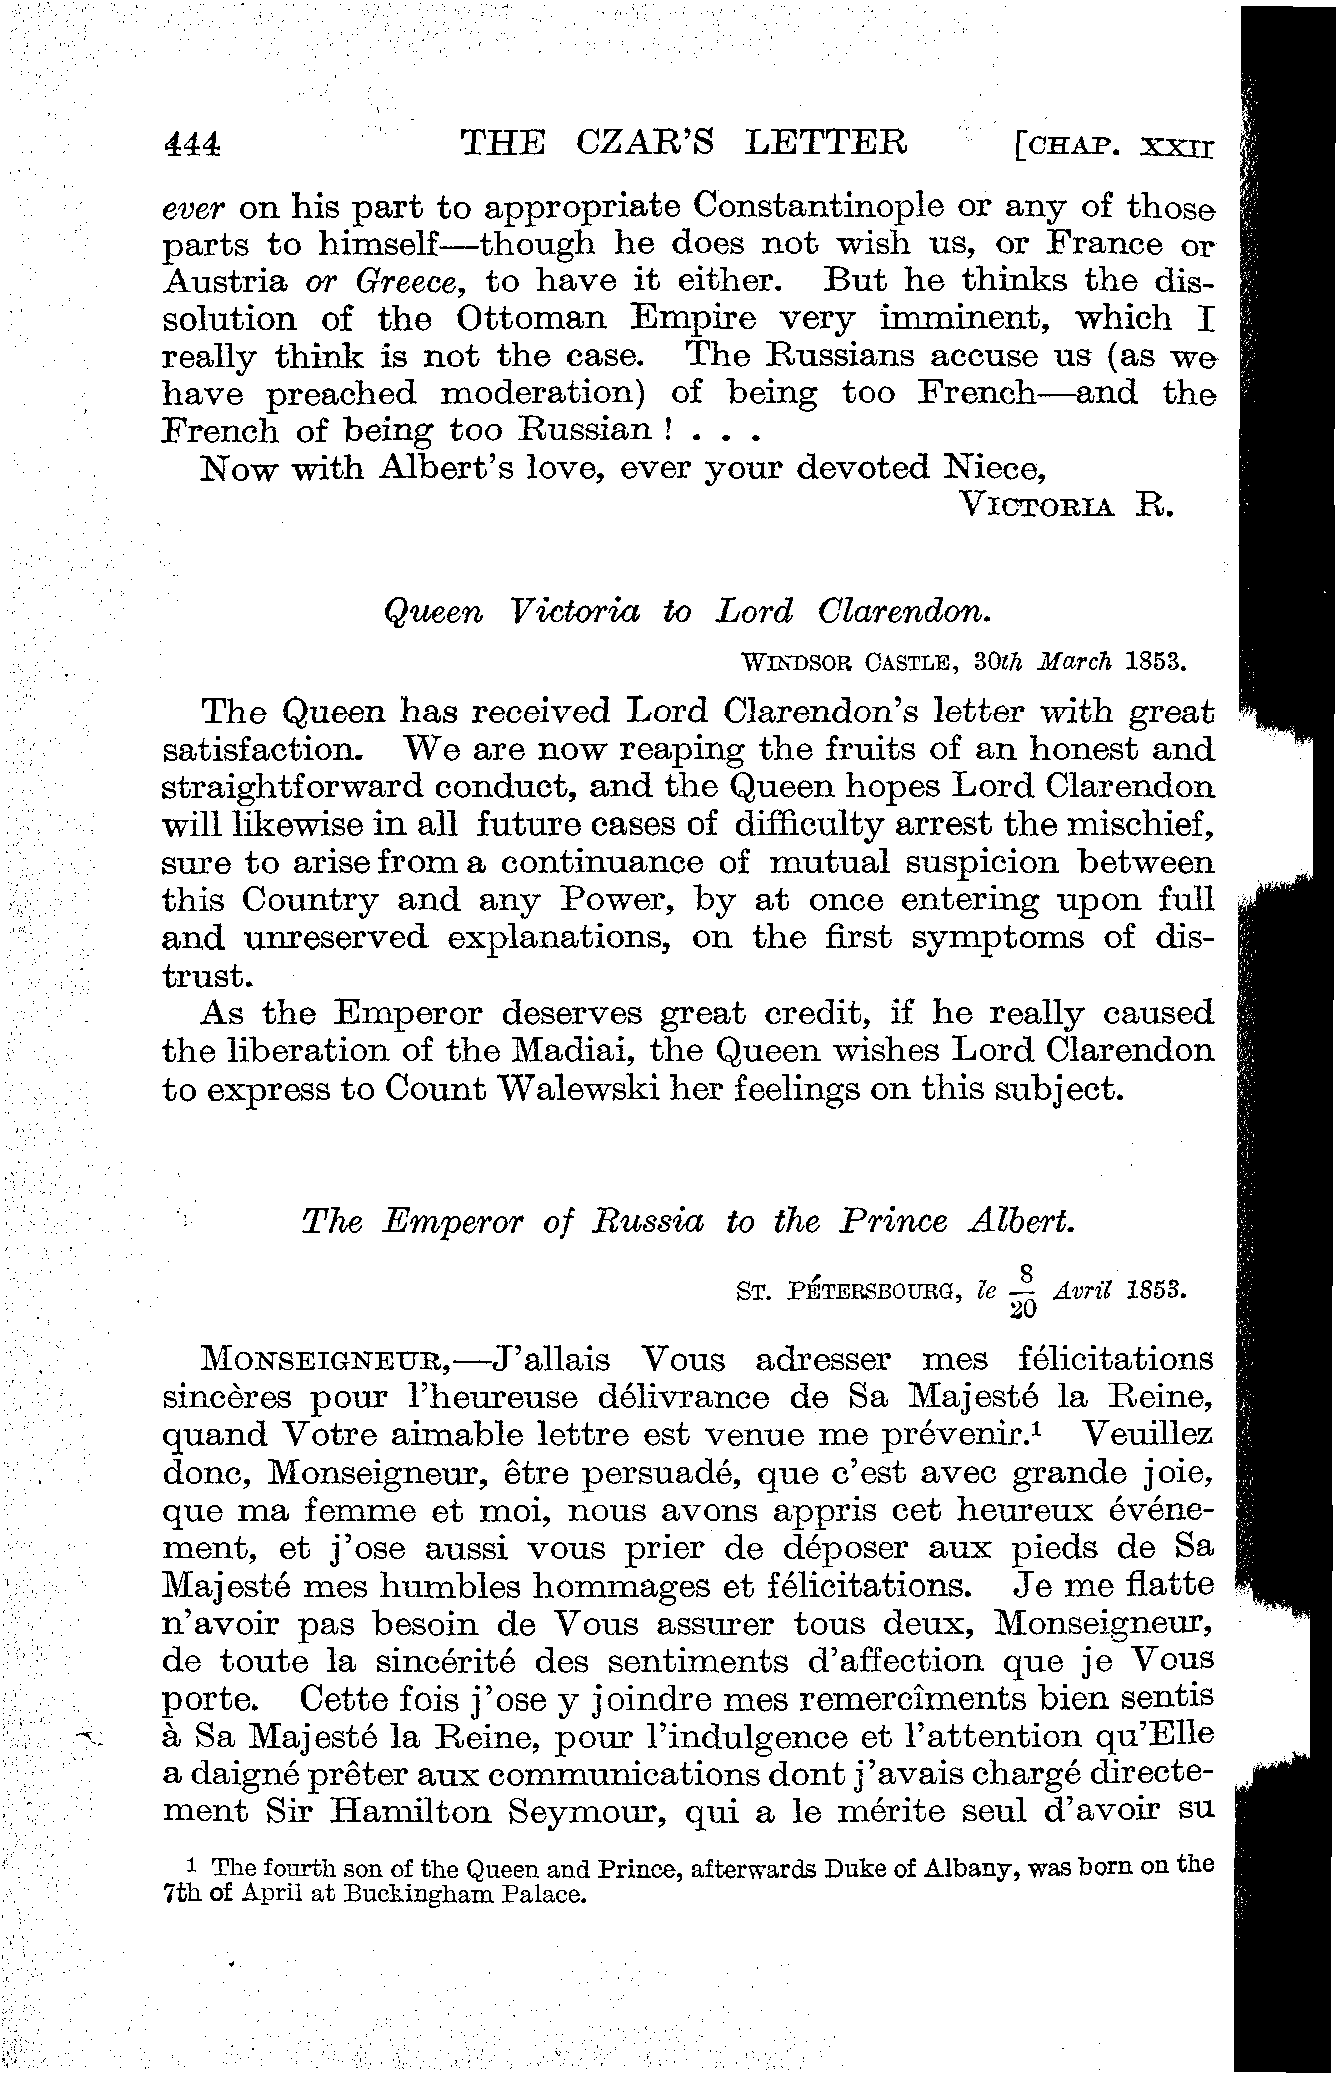 444 THE CZAR'S LETTER [CHAP. XXII
ever on his part to appropriate Constantinople or any of those
parts to himself—though he does not wish us, or France or
Austria or Greece, to have it either. But he thinks the dis-
solution of the Ottoman Empire very imminent, which I
really think is not the case. The Russians accuse us (as we
have preached moderation) of being too French—and the
French of being too Russian ! . . .
Now with Albert's love, ever your devoted Niece,
VICTORIA R.
Queen Victoria to Lord Clarendon.
WINDSOR CASTLE, 30th March 1853.
The Queen has received Lord Clarendon's letter with great
satisfaction. We are now reaping the fruits of an honest and
straightforward conduct, and the Queen hopes Lord Clarendon
will likewise in all future cases of difficulty arrest the mischief,
sure to arise from a continuance of mutual suspicion between
this Country and any Power, by at once entering upon full
and unreserved explanations, on the first symptoms of dis-
trust.
As the Emperor deserves great credit, if he really caused
the liberation of the Madiai, the Queen wishes Lord Clarendon
to express to Count Walewski her feelings on this subject.
The Emperor of Russia to the Prince Albert.
ST. PÉTERSBOURG, le 8/20 Avril 1853.
MONSEIGNEUR,—J'allais Vous adresser mes félicitations
sincères pour l'heureuse délivrance de Sa Majesté la Reine,
quand Votre aimable lettre est venue me prévenir.¹ Veuillez
donc, Monseigneur, être persuadé, que c'est avec grande joie,
que ma femme et moi, nous avons appris cet heureux événe-
ment, et j'ose aussi vous prier de déposer aux pieds de Sa
Majesté mes humbles hommages et félicitations. Je me flatte
n'avoir pas besoin de Vous assurer tous deux, Monseigneur,
de toute la sincérité des sentiments d'affection que je Vous
porte. Cette fois j'ose y joindre mes remercîments bien sentis
à Sa Majesté la Reine, pour l'indulgence et l'attention qu'Elle
a daigné prêter aux communications dont j'avais chargé directe-
ment Sir Hamilton Seymour, qui a le mérite seul d'avoir su
1 The fourth son of the Queen and Prince, afterwards Duke of Albany, was born on the
7th of April at Buckingham Palace.